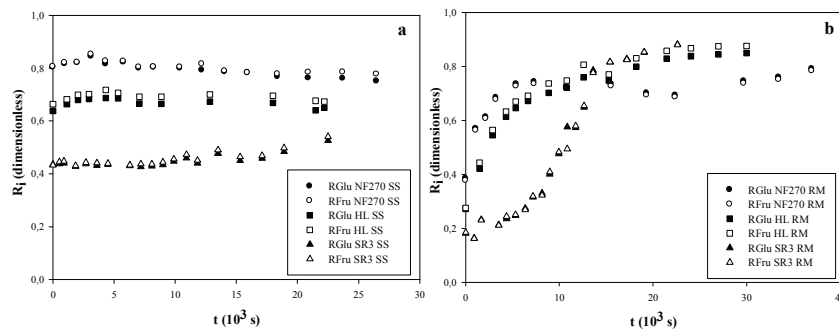 a
R_i (dimensionless)
1,0
0,8
0,6
0,4
0,2
0,0
RGlu NF270 SS
RFru NF270 SS
RGlu HL SS
RFru HL SS
RGlu SR3 SS
RFru SR3 SS
0 5 10 15 20 25 30
t (10³ s)
b
R_i (dimensionless)
1,0
0,8
0,6
0,4
0,2
0,0
RGlu NF270 RM
RFru NF270 RM
RGlu HL RM
RFru HL RM
RGlu SR3 RM
RFru SR3 RM
0 10 20 30
t (10³ s)